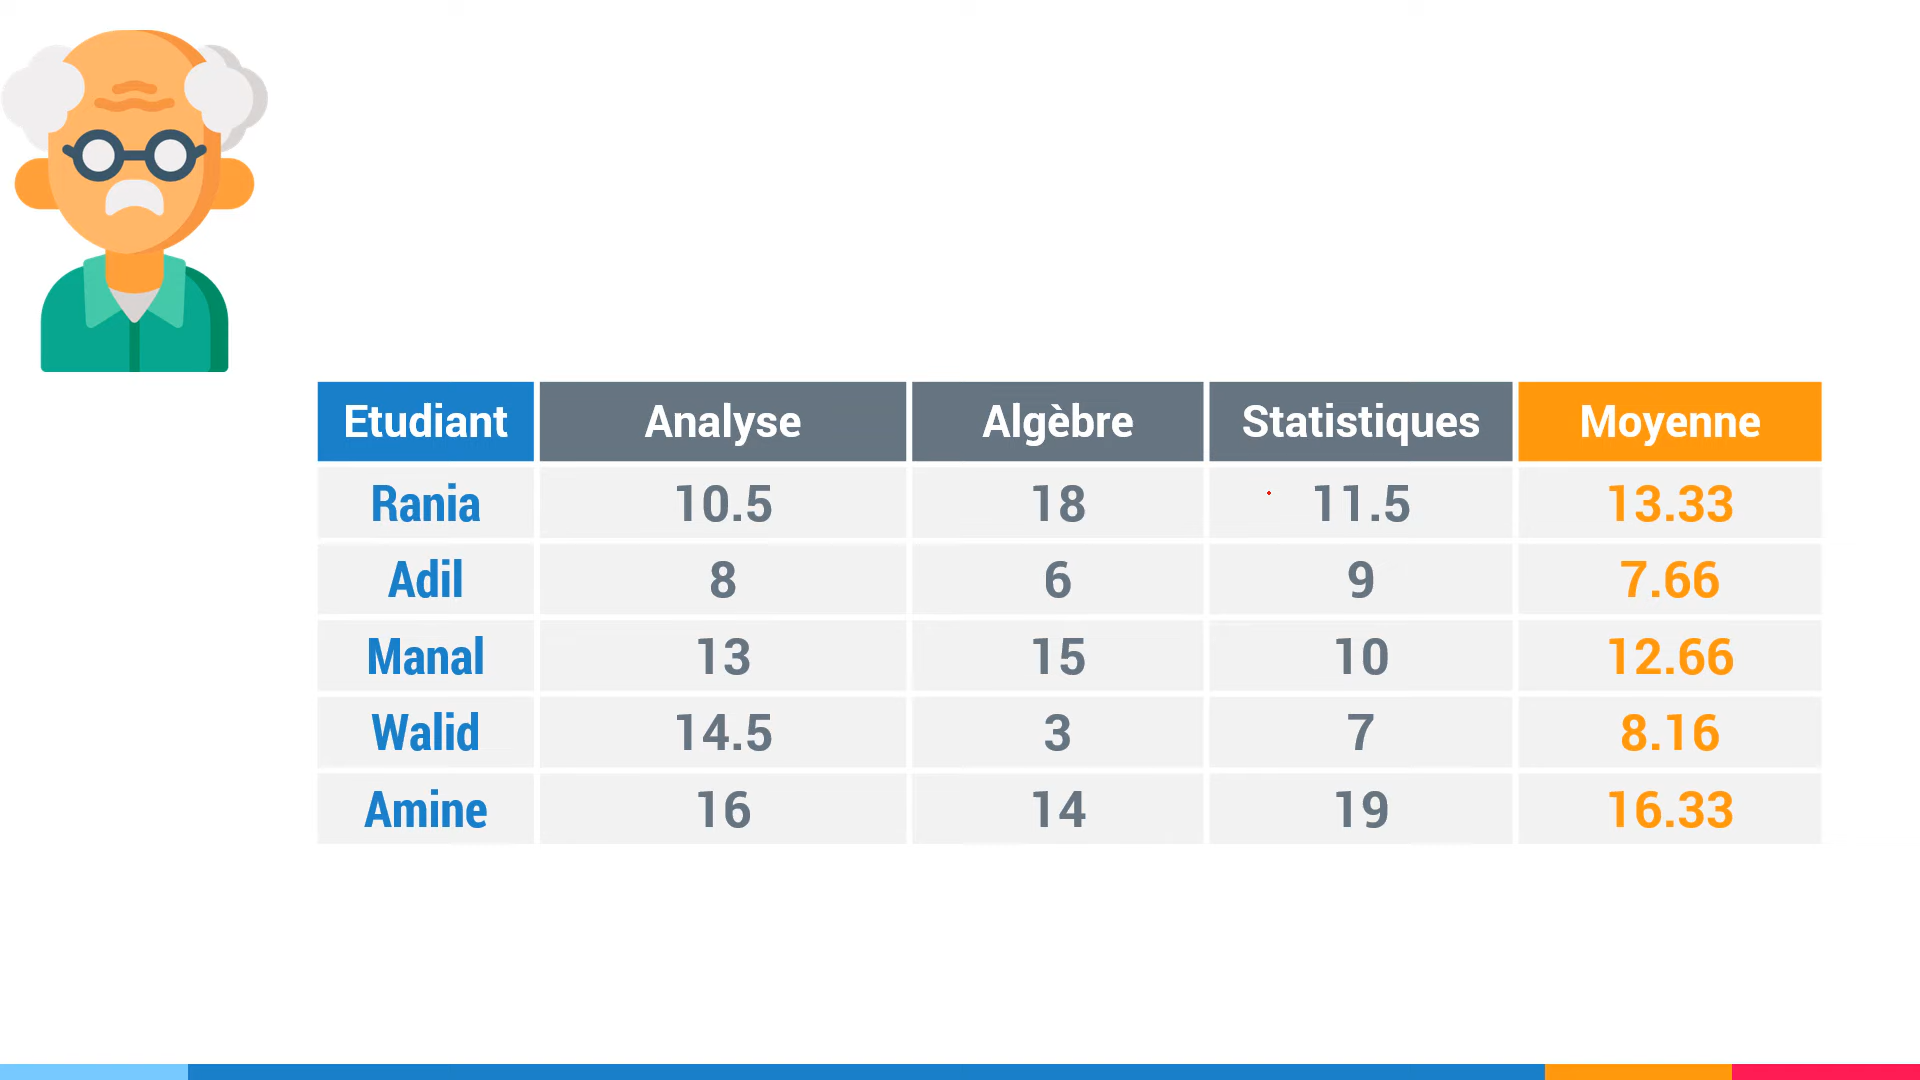 Etudiant Analyse Algèbre Statistiques Moyenne
Rania 10.5 18 11.5 13.33
Adil 8 6 9 7.66
Manal 13 15 10 12.66
Walid 14.5 3 7 8.16
Amine 16 14 19 16.33